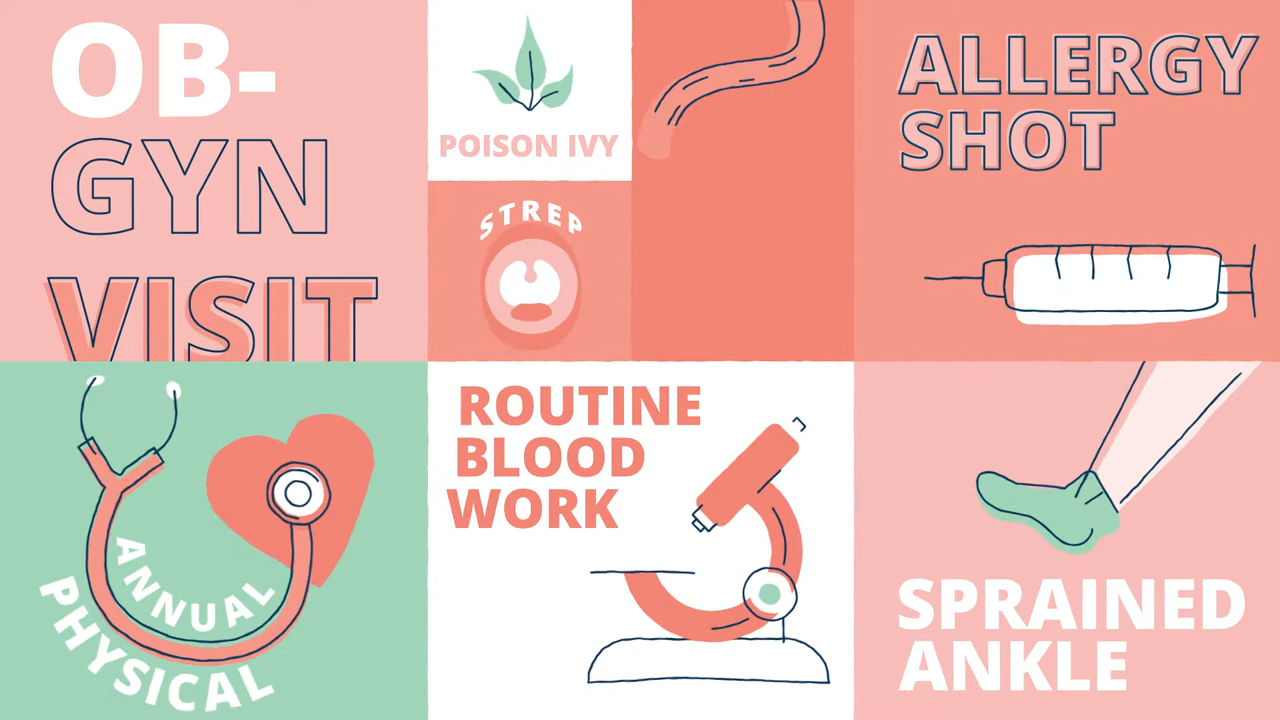 OB-
GYN
VISIT
POISON IVY
STREP
ALLERGY
SHOT
ANNUAL
PHYSICAL
ROUTINE
BLOOD
WORK
SPRAINED
ANKLE